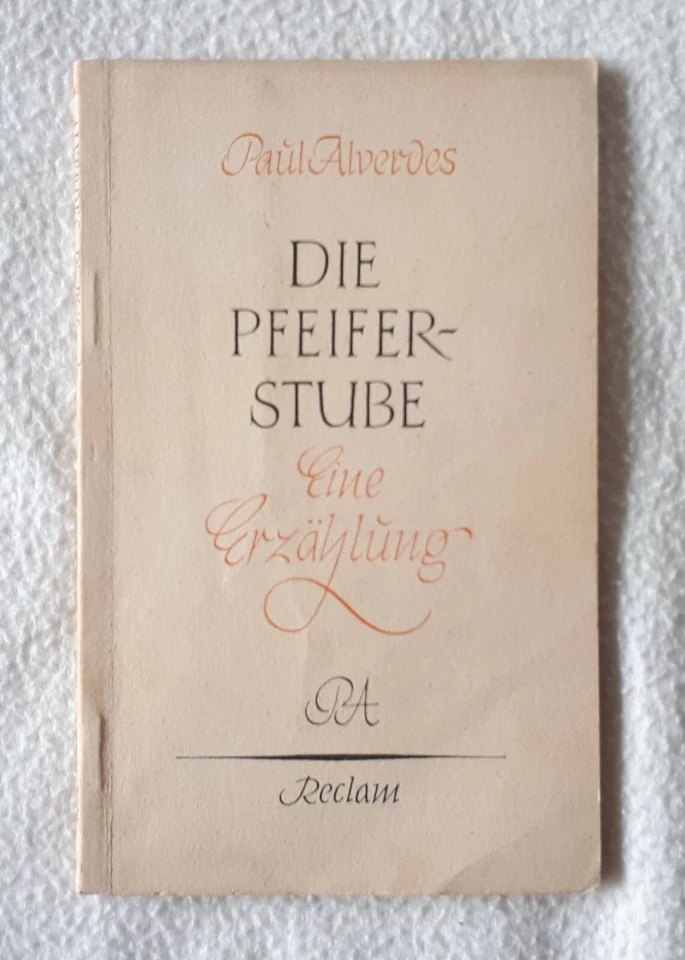 Paul Alverdes
DIE
PFEIFER-
STUBE
Eine
Erzählung
PA
Reclam